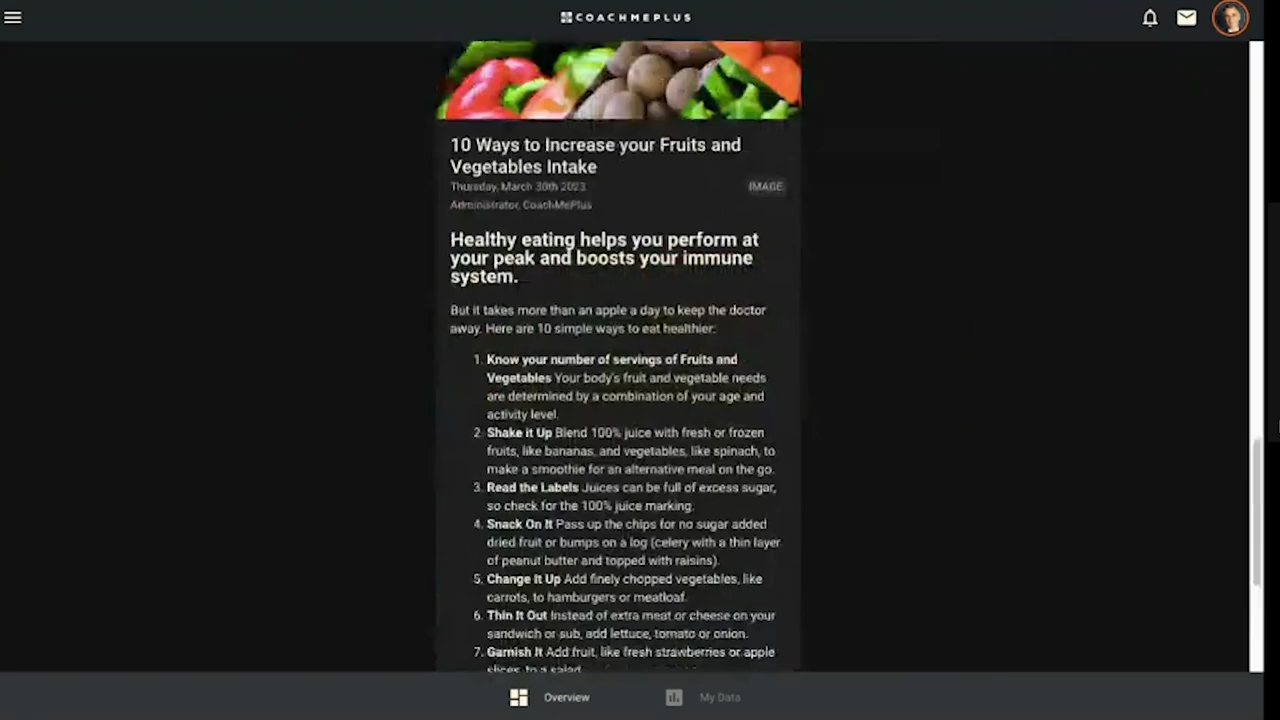 COACHMEPLUS
10 Ways to Increase your Fruits and
Vegetables Intake
Thursday, March 30th 2023
IMAGE
Administrator, CoachMePlus
Healthy eating helps you perform at
your peak and boosts your immune
system.
But it takes more than an apple a day to keep the doctor
away. Here are 10 simple ways to eat healthier:
1. Know your number of servings of Fruits and
Vegetables Your body's fruit and vegetable needs
are determined by a combination of your age and
activity level.
2. Shake it Up Blend 100% juice with fresh or frozen
fruits, like bananas, and vegetables, like spinach, to
make a smoothie for an alternative meal on the go.
3. Read the Labels Juices can be full of excess sugar,
so check for the 100% juice marking.
4. Snack On It Pass up the chips for no sugar added
dried fruit or bumps on a log (celery with a thin layer
of peanut butter and topped with raisins).
5. Change It Up Add finely chopped vegetables, like
carrots, to hamburgers or meatloaf.
6. Thin It Out Instead of extra meat or cheese on your
sandwich or sub, add lettuce, tomato or onion.
7. Garnish It Add fruit, like fresh strawberries or apple
slices, to a salad.
Overview
My Data